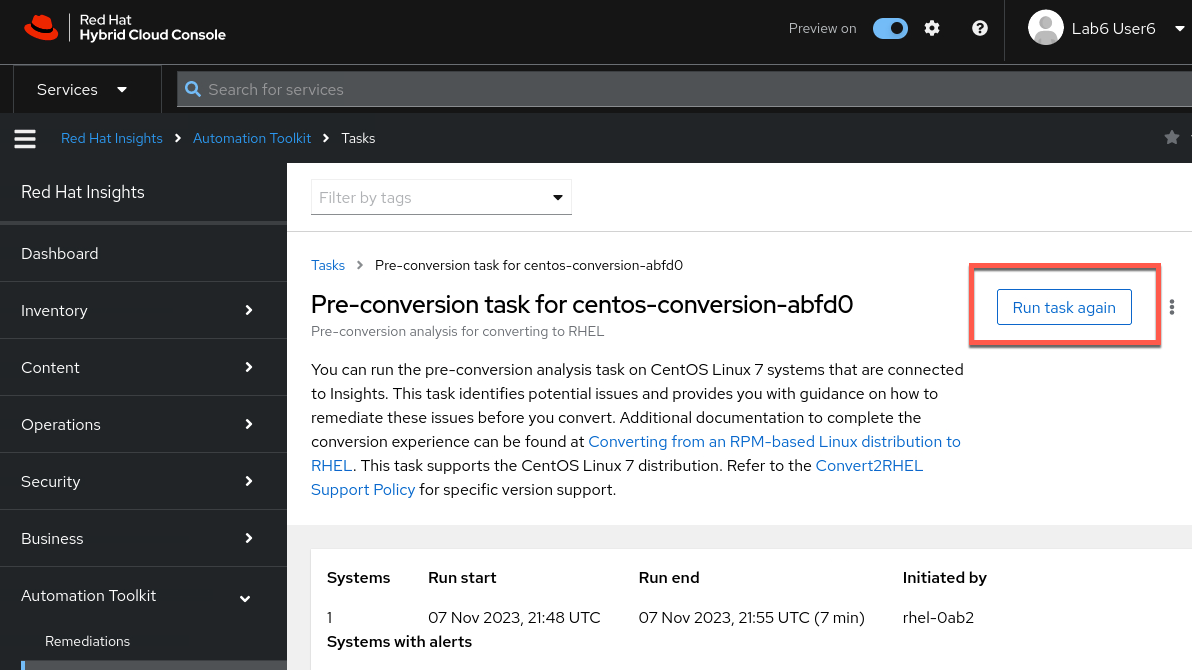 Red Hat
Hybrid Cloud Console
Preview on
Lab6 User6
Services
Search for services
Red Hat Insights
Automation Toolkit
Tasks
Red Hat Insights
Dashboard
Inventory
Content
Operations
Security
Business
Automation Toolkit
Remediations
Filter by tags
Tasks
Pre-conversion task for centos-conversion-abfd0
Pre-conversion task for centos-conversion-abfd0
Run task again
Pre-conversion analysis for converting to RHEL
You can run the pre-conversion analysis task on CentOS Linux 7 systems that are connected
to Insights. This task identifies potential issues and provides you with guidance on how to
remediate these issues before you convert. Additional documentation to complete the
conversion experience can be found at Converting from an RPM-based Linux distribution to
RHEL. This task supports the CentOS Linux 7 distribution. Refer to the Convert2RHEL
Support Policy for specific version support.
Systems Run start Run end Initiated by
1 07 Nov 2023, 21:48 UTC 07 Nov 2023, 21:55 UTC (7 min) rhel-0ab2
Systems with alerts